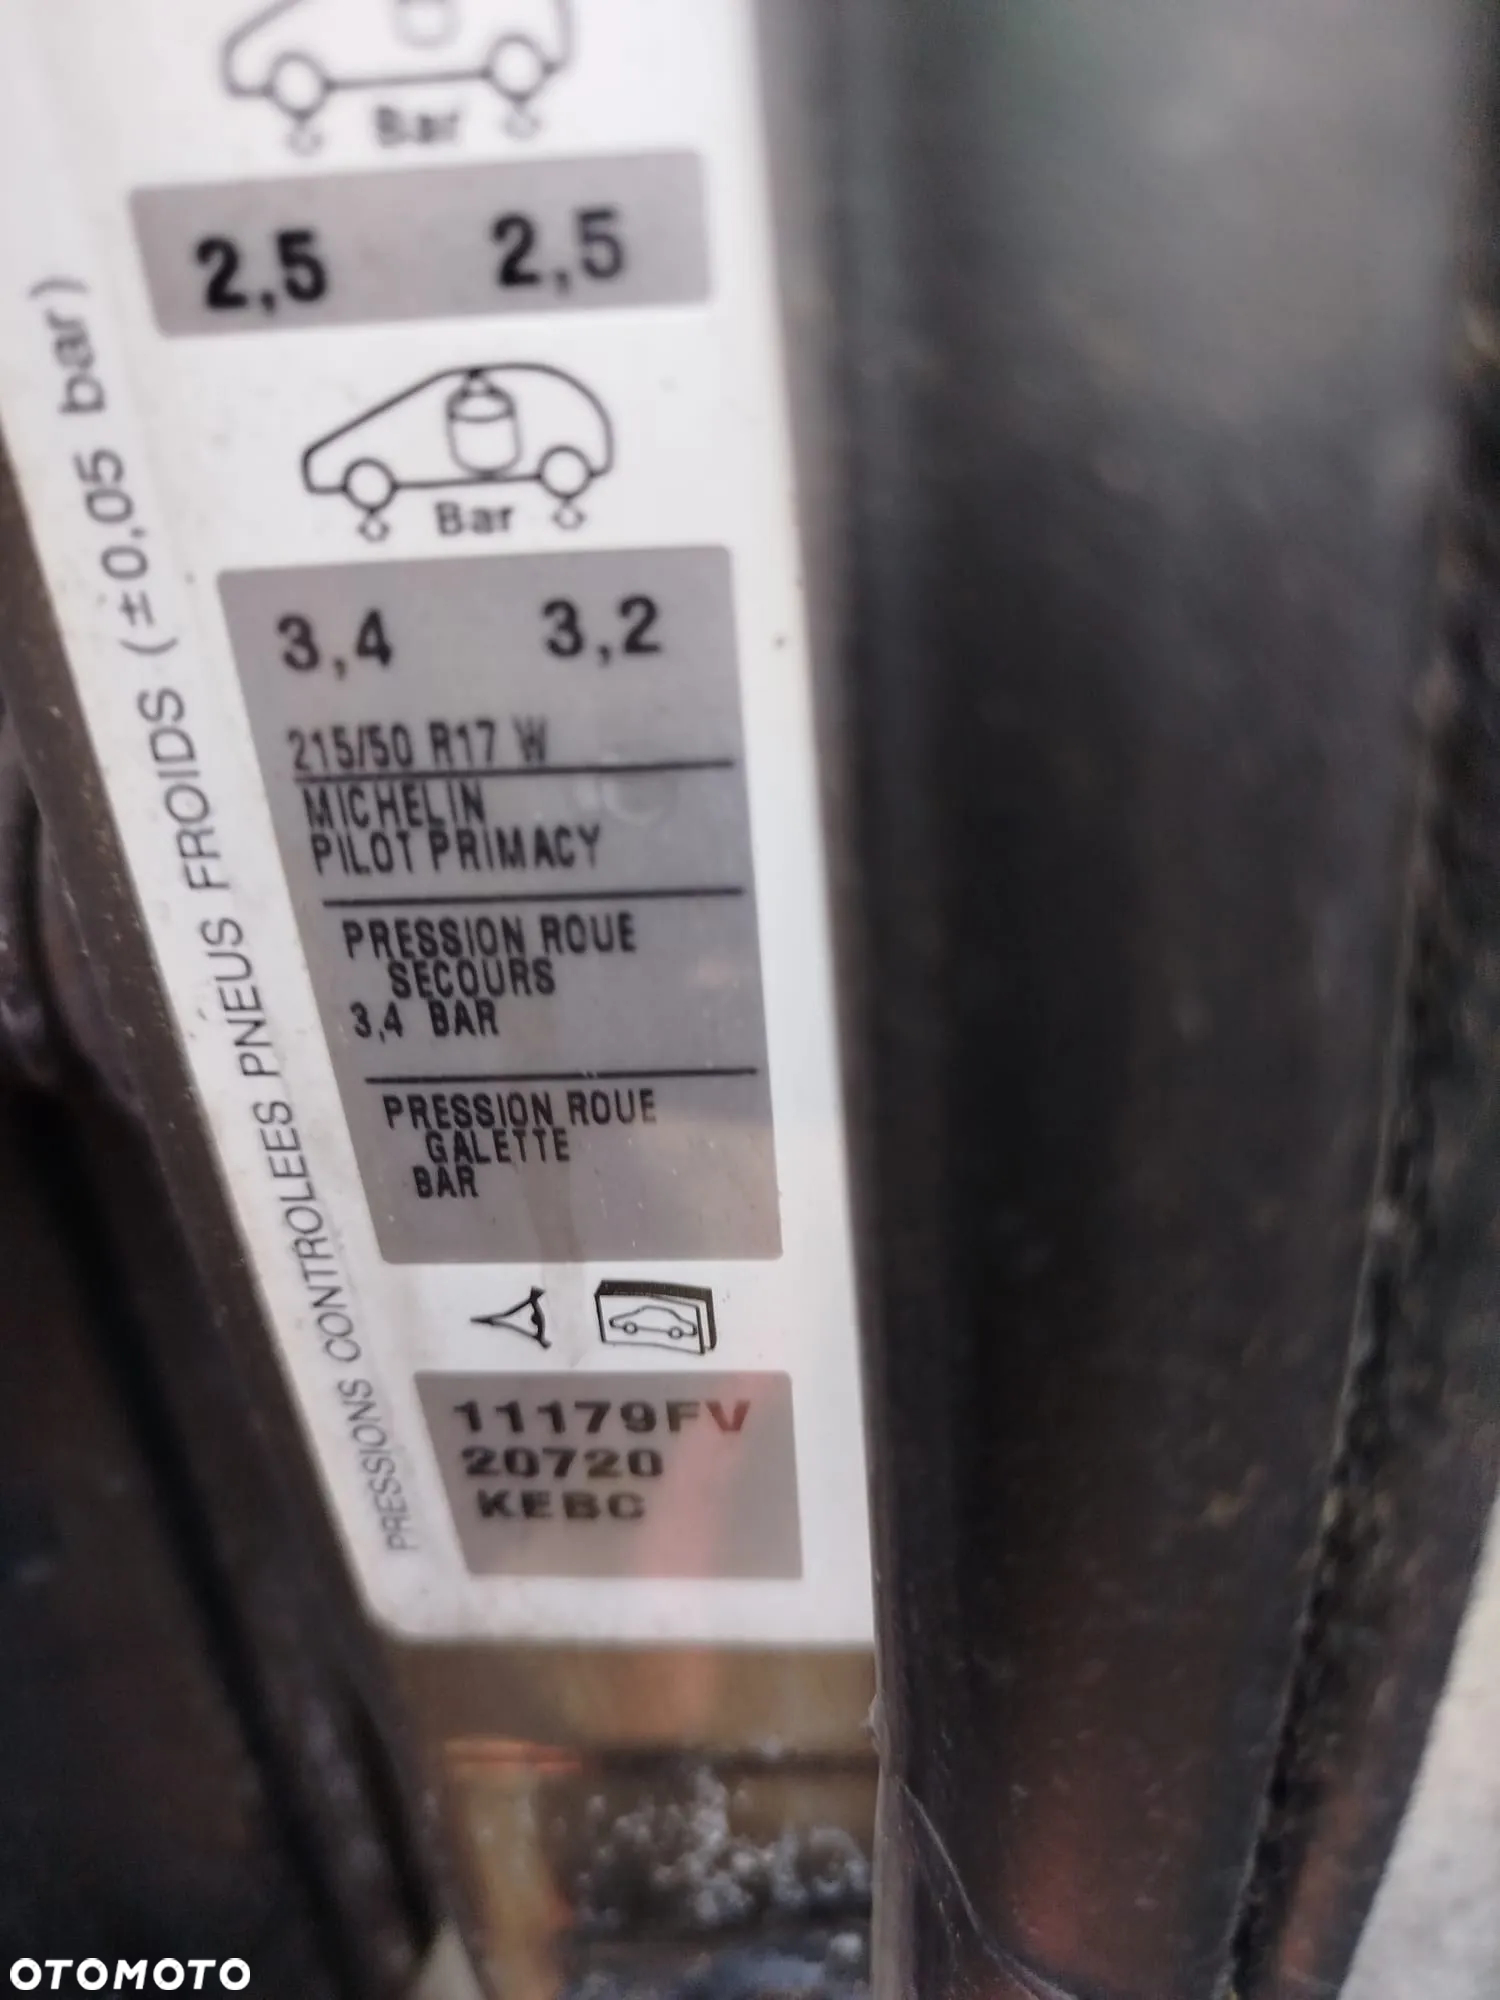 Bar
2,5 2,5
Bar
3,4 3,2
215/50 R17 W
MICHELIN
PILOT PRIMACY
PRESSION ROUE
SECOURS
3,4 BAR
PRESSION ROUE
GALETTE
BAR
11179FV
20720
KEBC
PRESSIONS CONTROLEES PNEUS FROIDS (±0,05 bar)
OTOMOTO